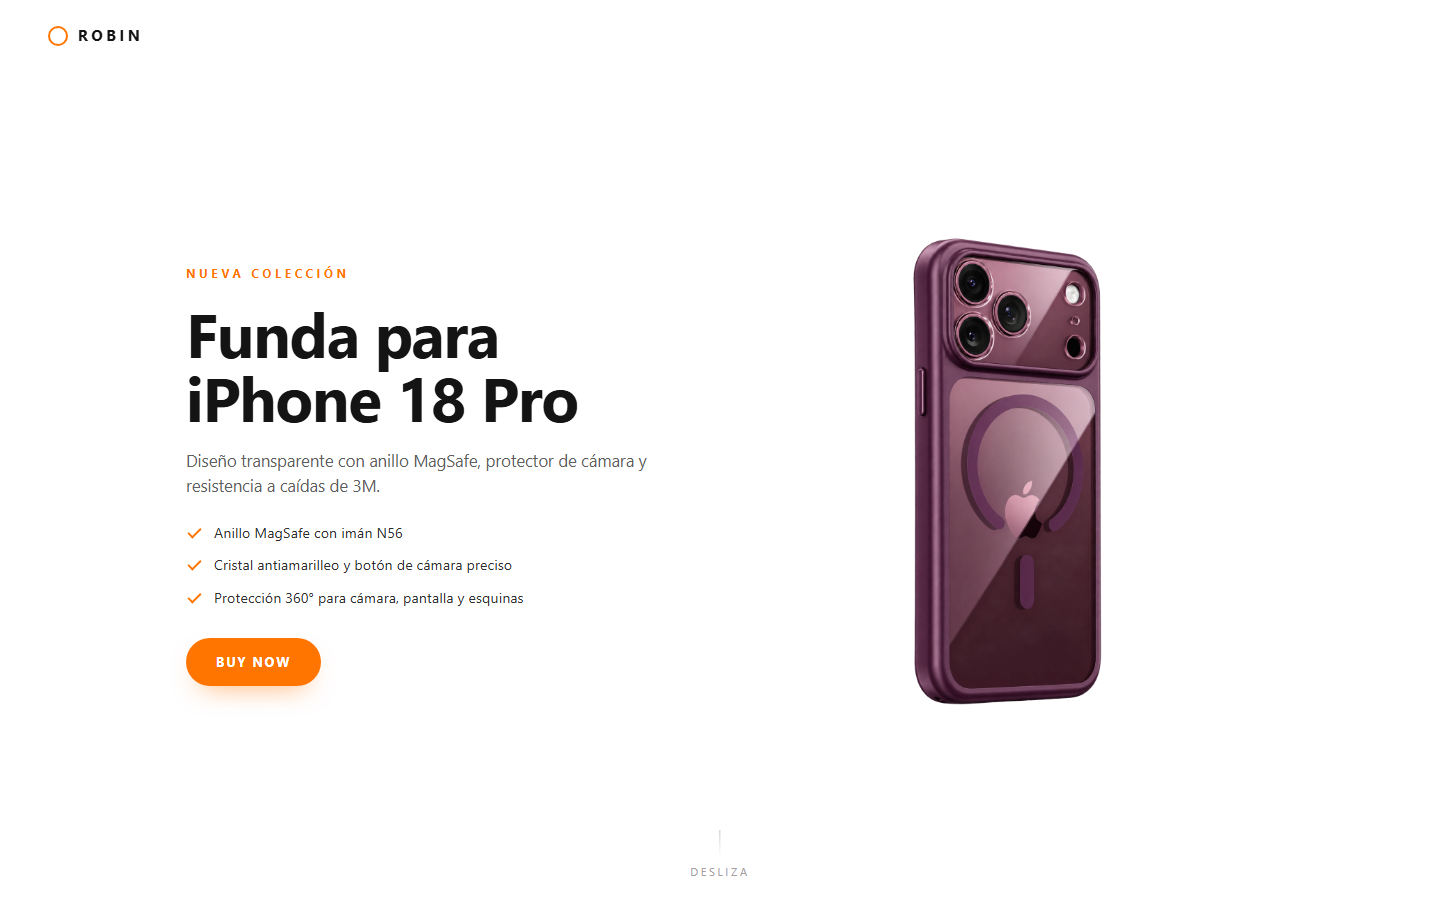 ROBIN
NUEVA COLECCIÓN
Funda para
iPhone 18 Pro
Diseño transparente con anillo MagSafe, protector de cámara y
resistencia a caídas de 3M.
Anillo MagSafe con imán N56
Cristal antiamarilleo y botón de cámara preciso
Protección 360° para cámara, pantalla y esquinas
BUY NOW
DESLIZA